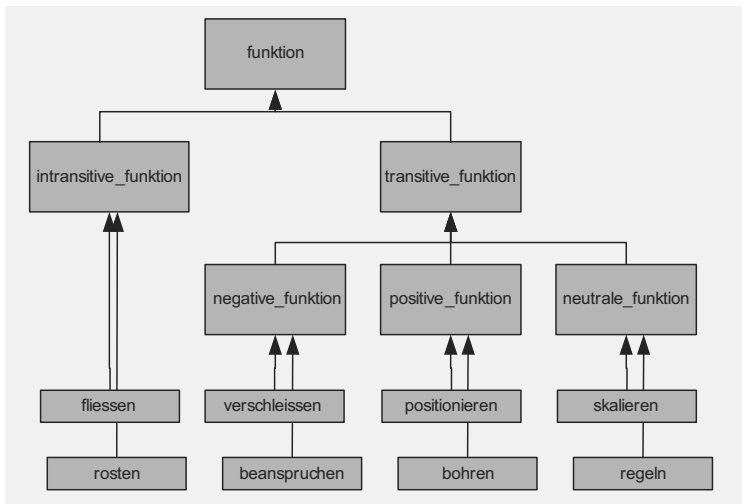 funktion
intransitive_funktion
transitive_funktion
negative_funktion
positive_funktion
neutrale_funktion
fliessen
verschleissen
positionieren
skalieren
rosten
beanspruchen
bohren
regeln